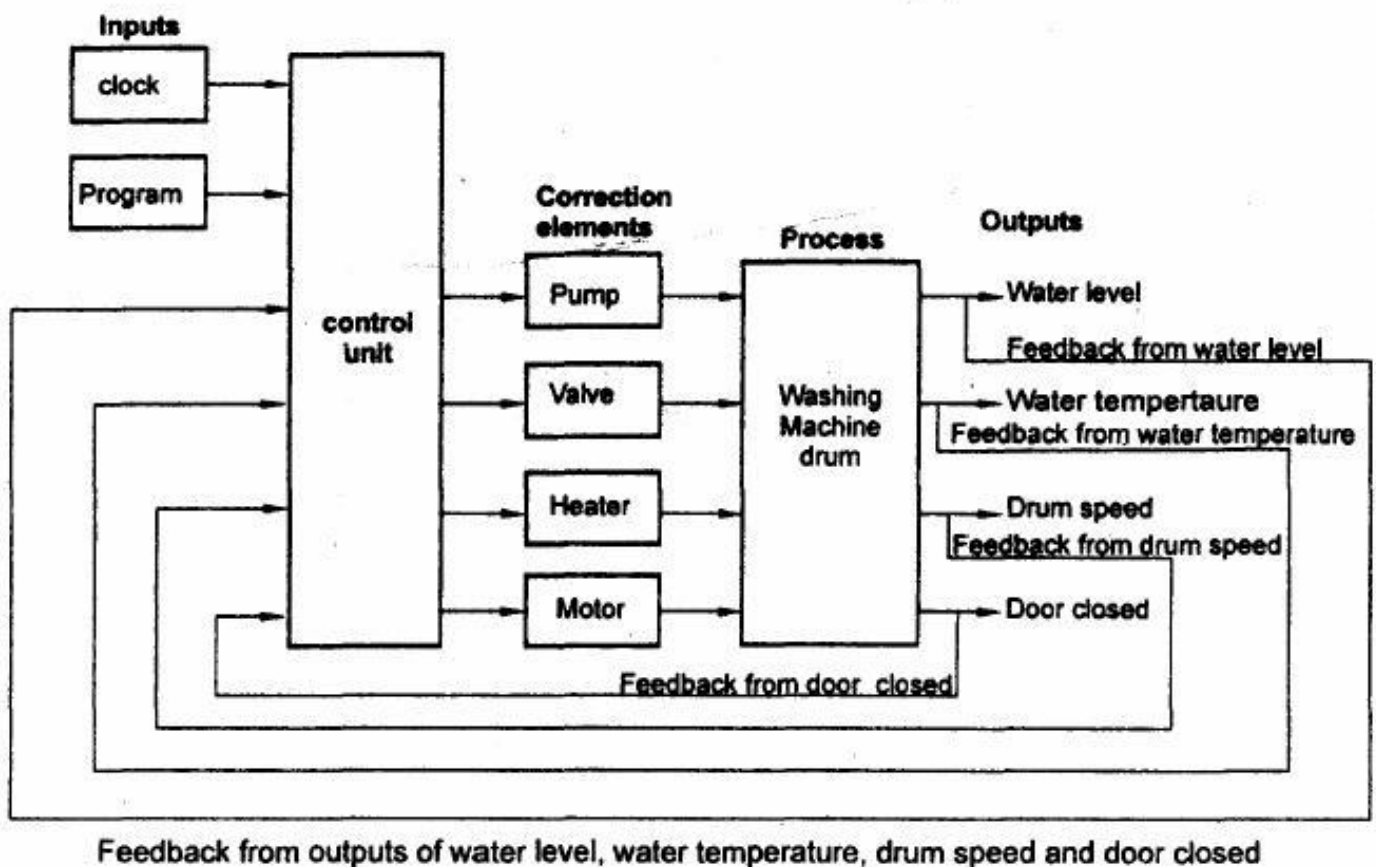 Inputs
clock
Program
control
unit
Correction
elements
Pump
Valve
Heater
Motor
Process
Washing
Machine
drum
Outputs
Water level
Feedback from water level
Water tempertaure
Feedback from water temperature
Drum speed
Feedback from drum speed
Door closed
Feedback from door closed
Feedback from outputs of water level, water temperature, drum speed and door closed